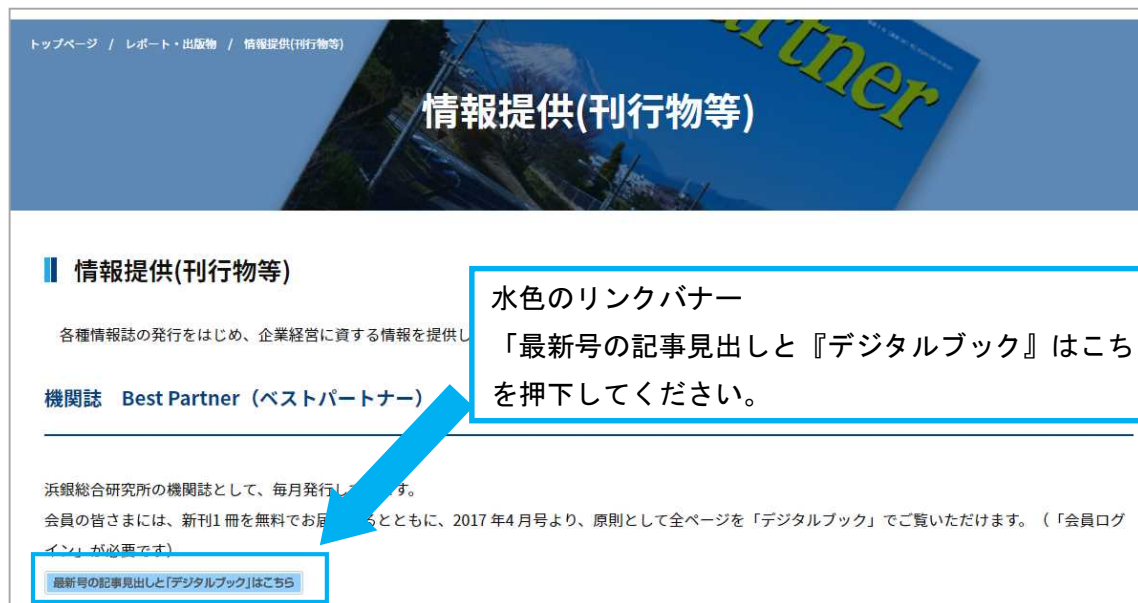 トップページ / レポート・出版物 / 情報提供(刊行物等)
artner
情報提供(刊行物等)
情報提供(刊行物等)
各種情報誌の発行をはじめ、企業経営に資する情報を提供し
水色のリンクバナー
「最新号の記事見出しと『デジタルブック』はこち
を押下してください。
機関誌 Best Partner（ベストパートナー）
浜銀総合研究所の機関誌として、毎月発行し す。
会員の皆さまには、新刊1 冊を無料でお届 るとともに、2017 年4 月号より、原則として全ページを「デジタルブック」でご覧いただけます。（「会員ログ
イン」が必要です）
最新号の記事見出しと「デジタルブック」はこちら